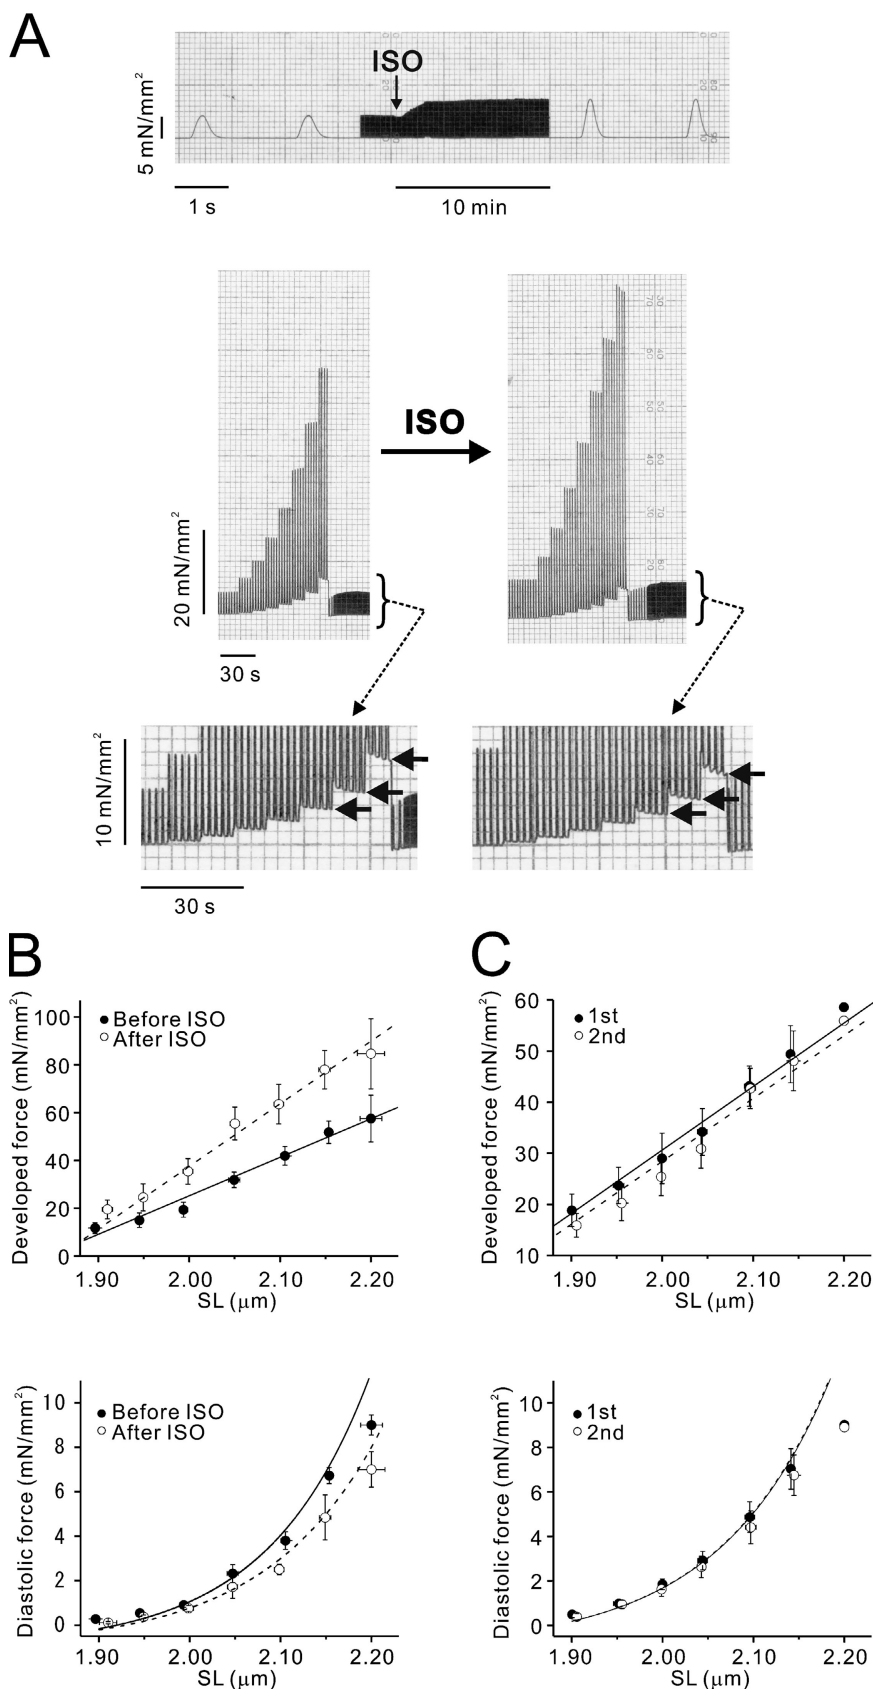 A
ISO
5 mN/mm²
1 s
10 min
ISO
20 mN/mm²
30 s
10 mN/mm²
30 s
B
Developed force (mN/mm²)
100
80
60
40
20
0
Before ISO
After ISO
1.90
2.00
2.10
2.20
SL (μm)
C
Developed force (mN/mm²)
60
50
40
30
20
10
1st
2nd
1.90
2.00
2.10
2.20
SL (μm)
Diastolic force (mN/mm²)
10
8
6
4
2
0
Before ISO
After ISO
1.90
2.00
2.10
2.20
SL (μm)
Diastolic force (mN/mm²)
10
8
6
4
2
0
1st
2nd
1.90
2.00
2.10
2.20
SL (μm)